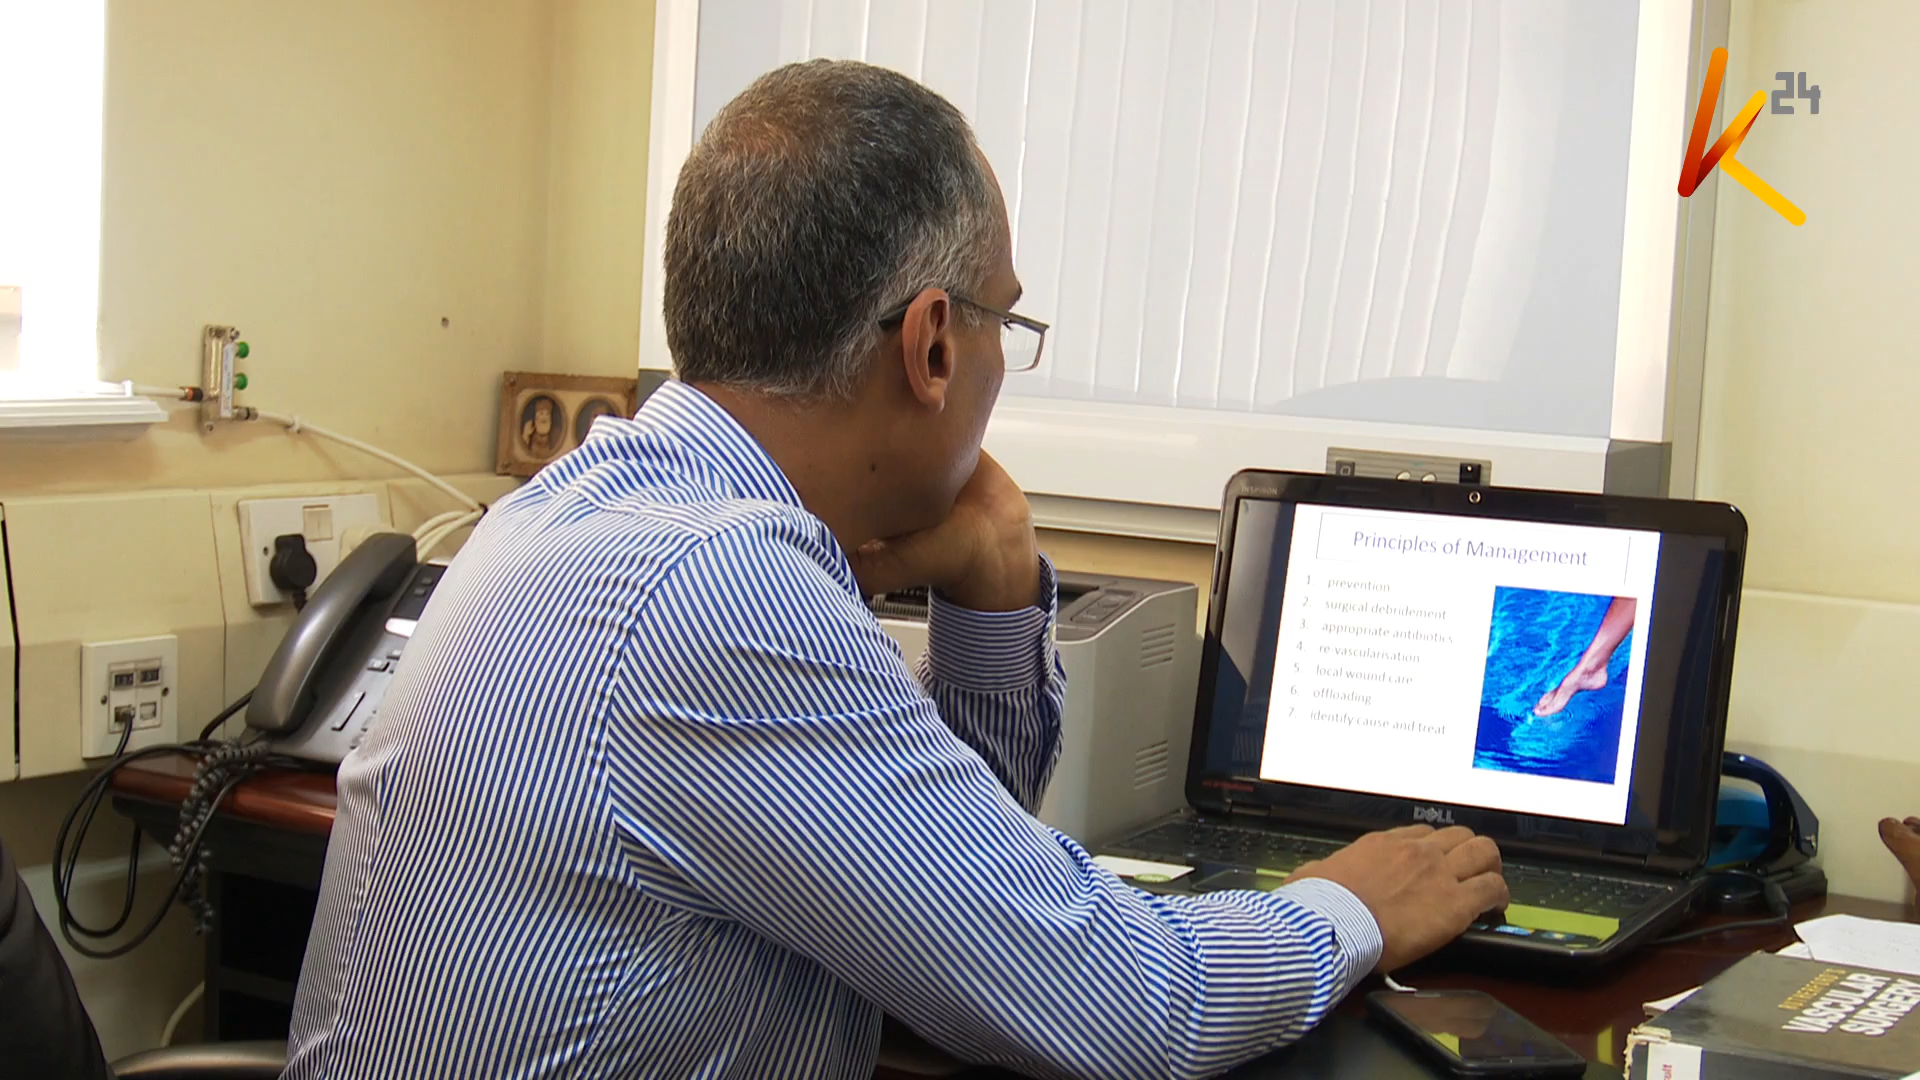 K24
Principles of Management
1. prevention
2. surgical debridement
3. appropriate antibiotics
4. re-vascularisation
5. local wound care
6. offloading
7. identify cause and treat
DELL
VASCULAR
SURGERY